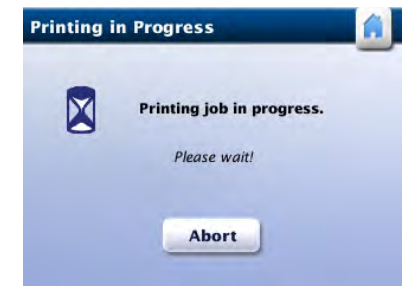 Printing in Progress
Printing job in progress.
Please wait!
Abort